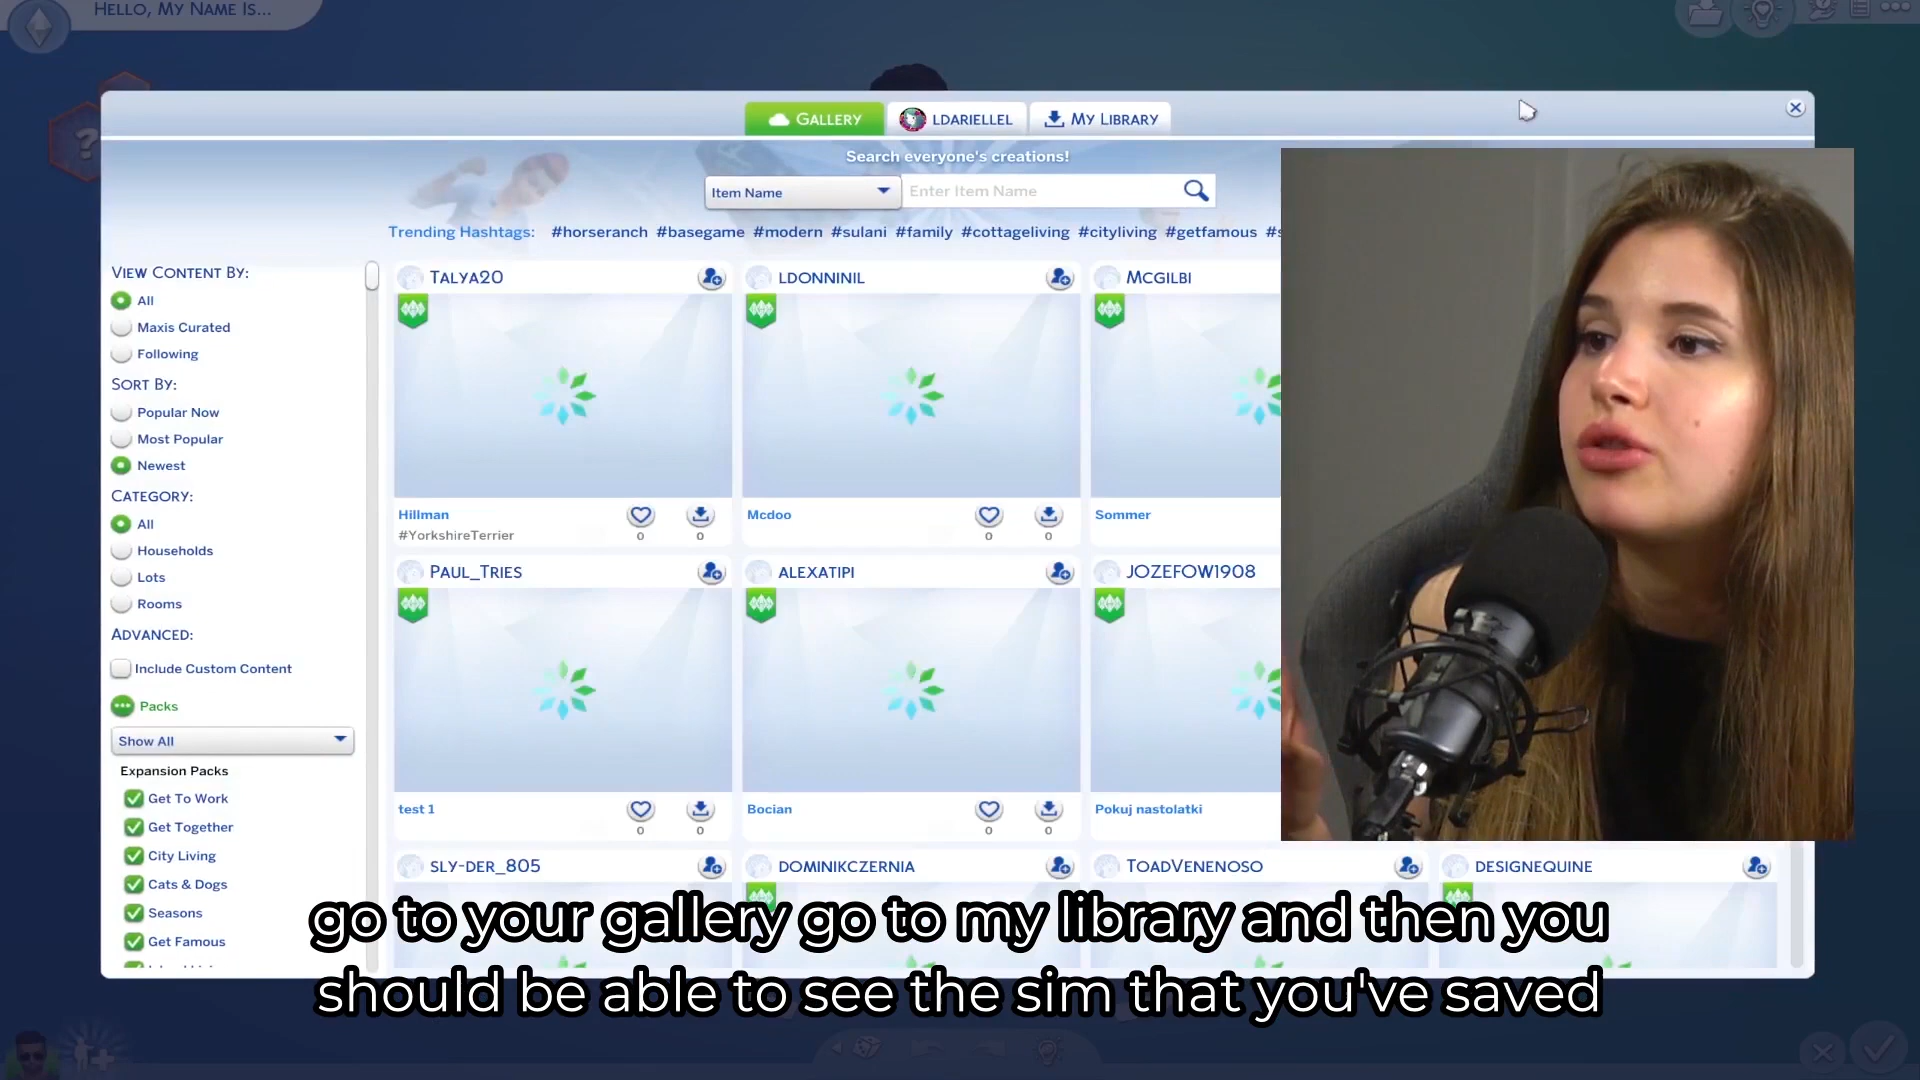 HELLO, MY NAME IS...
GALLERY
LDARIELLEL
MY LIBRARY
Search everyone's creations!
Item Name
Enter Item Name
Trending Hashtags: #horseranch #basegame #modern #sulani #family #cottageliving #cityliving #getfamous #s
VIEW CONTENT BY:
All
Maxis Curated
Following
SORT BY:
Popular Now
Most Popular
Newest
CATEGORY:
All
Households
Lots
Rooms
ADVANCED:
Include Custom Content
Packs
Show All
Expansion Packs
Get To Work
Get Together
City Living
Cats & Dogs
Seasons
Get Famous
TALYA20
LDONNINIL
MCGILBI
Hillman
#YorkshireTerrier
0
0
Mcdoo
0
0
Sommer
PAUL_TRIES
ALEXATIPI
JOZEFOW1908
test 1
0
0
Bocian
0
0
Pokuj nastolatki
SLY-DER_805
DOMINIKCZERNIA
TOADVENENOSO
DESIGNEQUINE
go to your gallery go to my library and then you
should be able to see the sim that you've saved